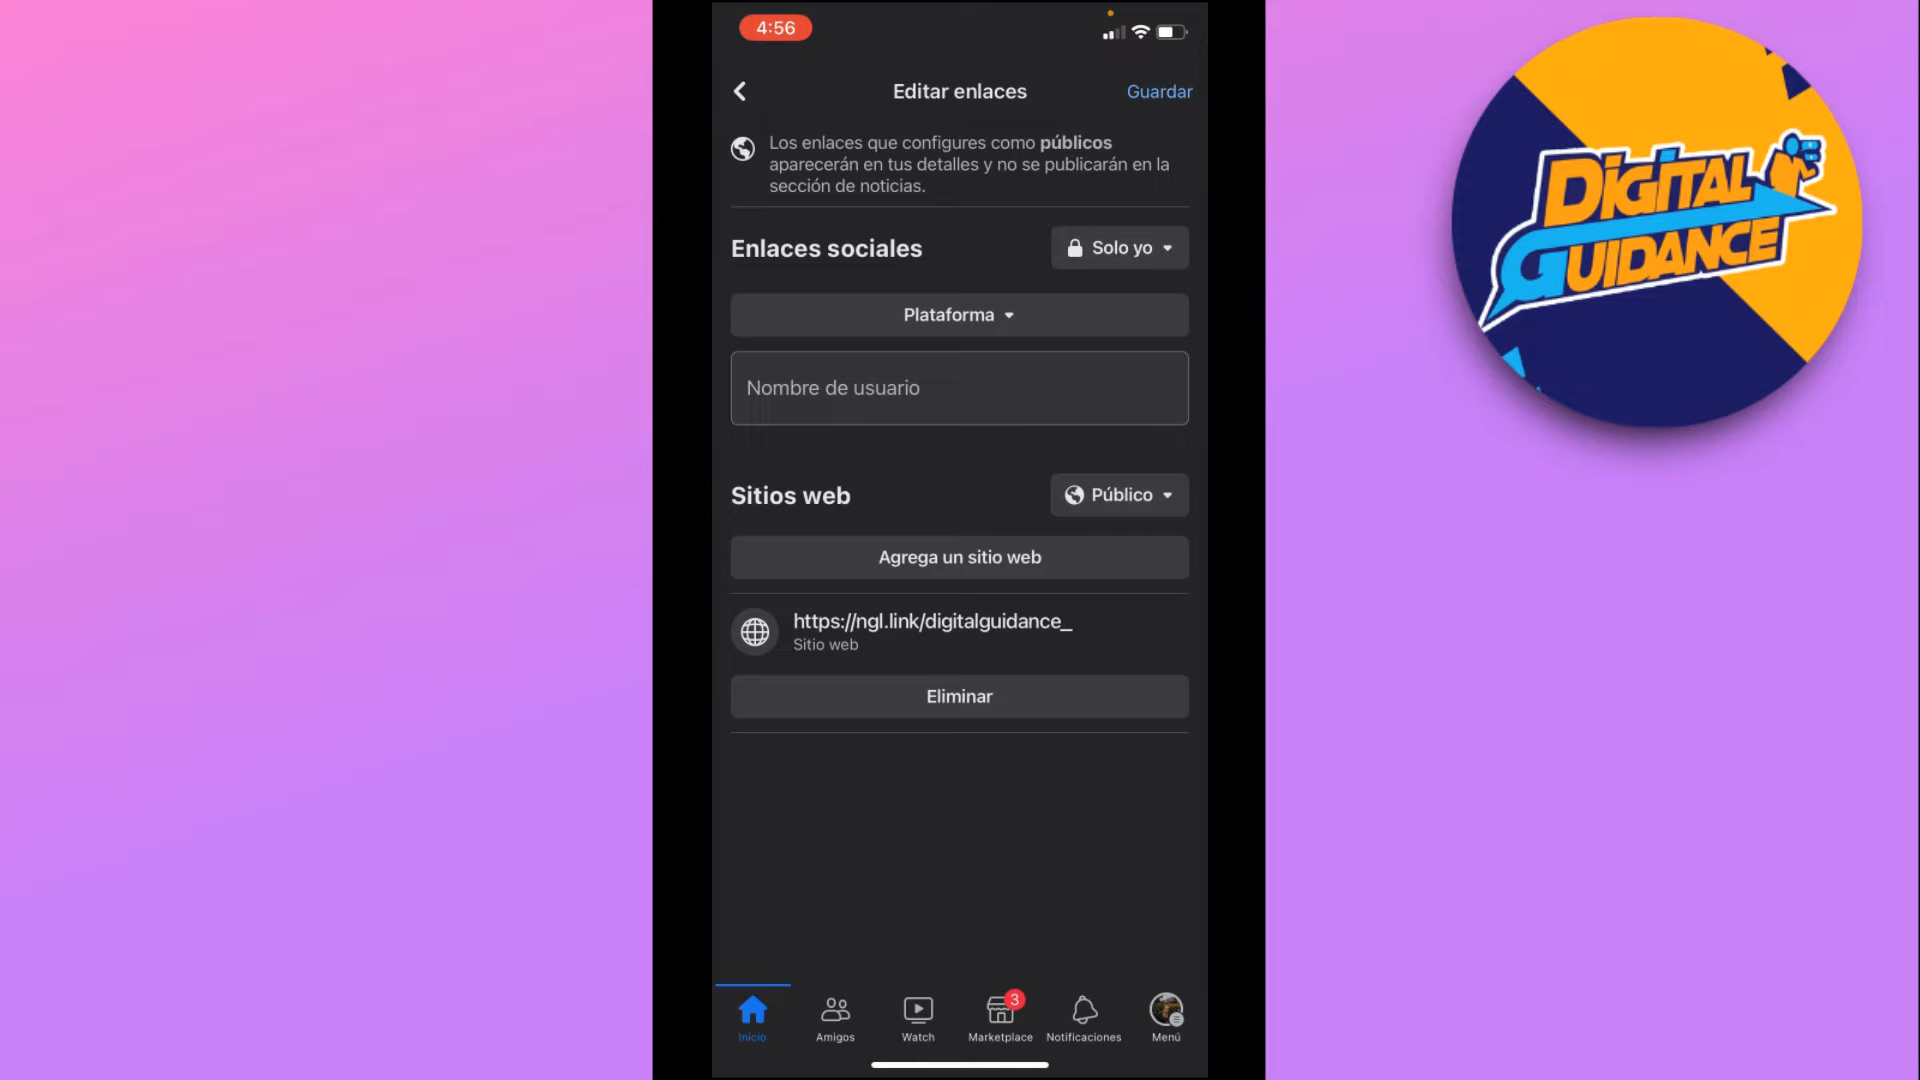 4:56
Editar enlaces
Guardar
Los enlaces que configures como públicos
aparecerán en tus detalles y no se publicarán en la
sección de noticias.
Enlaces sociales
Solo yo
Plataforma
Nombre de usuario
Sitios web
Público
Agrega un sitio web
https://ngl.link/digitalguidance_
Sitio web
Eliminar
3
Inicio
Amigos
Watch
Marketplace
Notificaciones
Menú
DIGITAL
GUIDANCE